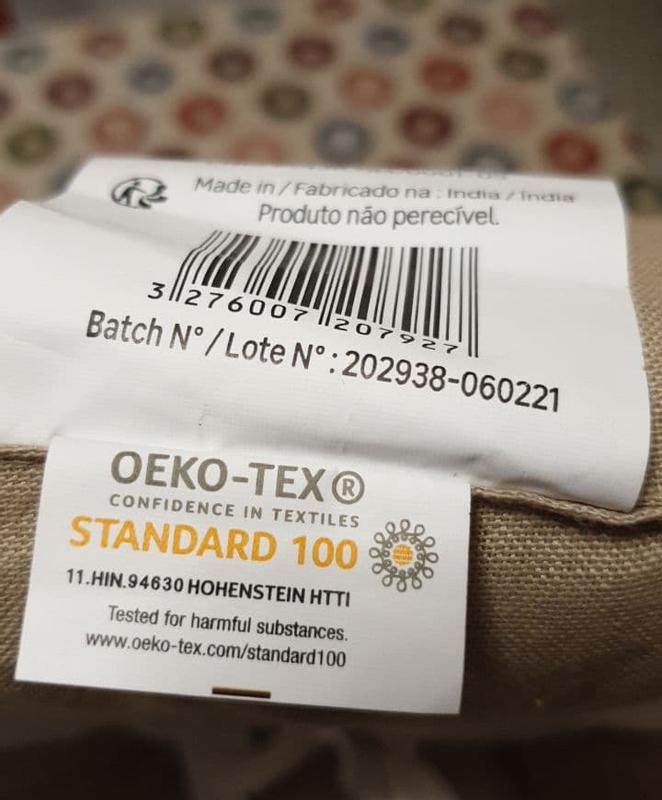 Made in / Fabricado na : India / Índia
Produto não perecível.
3 276007 207927
Batch N° / Lote N° : 202938-060221
OEKO-TEX®
CONFIDENCE IN TEXTILES
STANDARD 100
11.HIN.94630 HOHENSTEIN HTTI
Tested for harmful substances.
www.oeko-tex.com/standard100